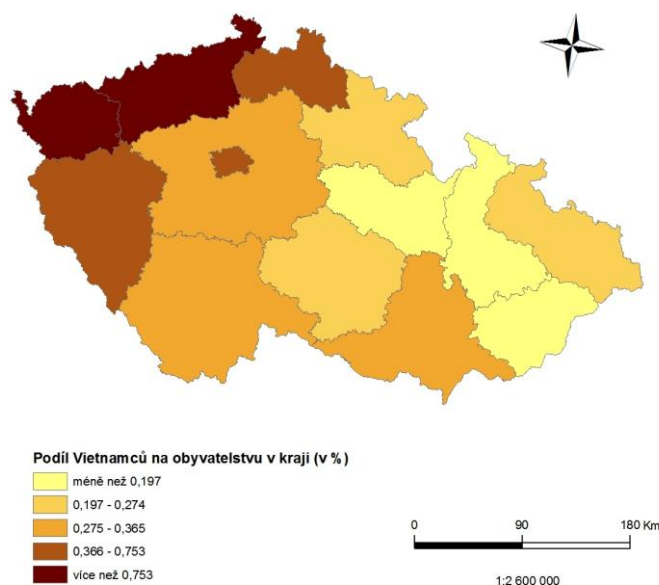 Podíl Vietnamců na obyvatelstvu v kraji (v %)
méně než 0,197
0,197 - 0,274
0,275 - 0,365
0,366 - 0,753
více než 0,753
0 90 180 Km
1:2 600 000